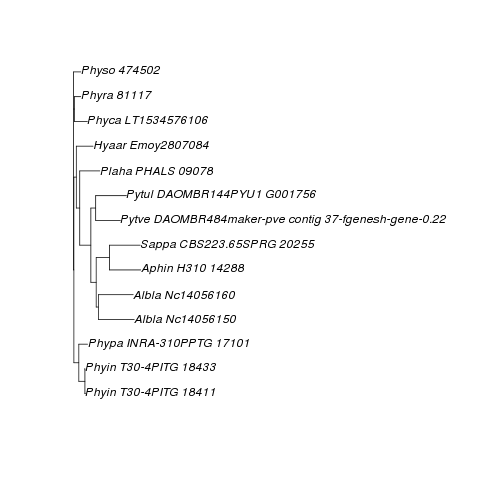 Physo 474502
Phyra 81117
Phyca LT1534576106
Hyaar Emoy2807084
Plaha PHALS 09078
Pytul DAOMBR144PYU1 G001756
Pytve DAOMBR484maker-pve contig 37-fgenesh-gene-0.22
Sappa CBS223.65SPRG 20255
Aphin H310 14288
Albla Nc14056160
Albla Nc14056150
Phypa INRA-310PPTG 17101
Phyin T30-4PITG 18433
Phyin T30-4PITG 18411